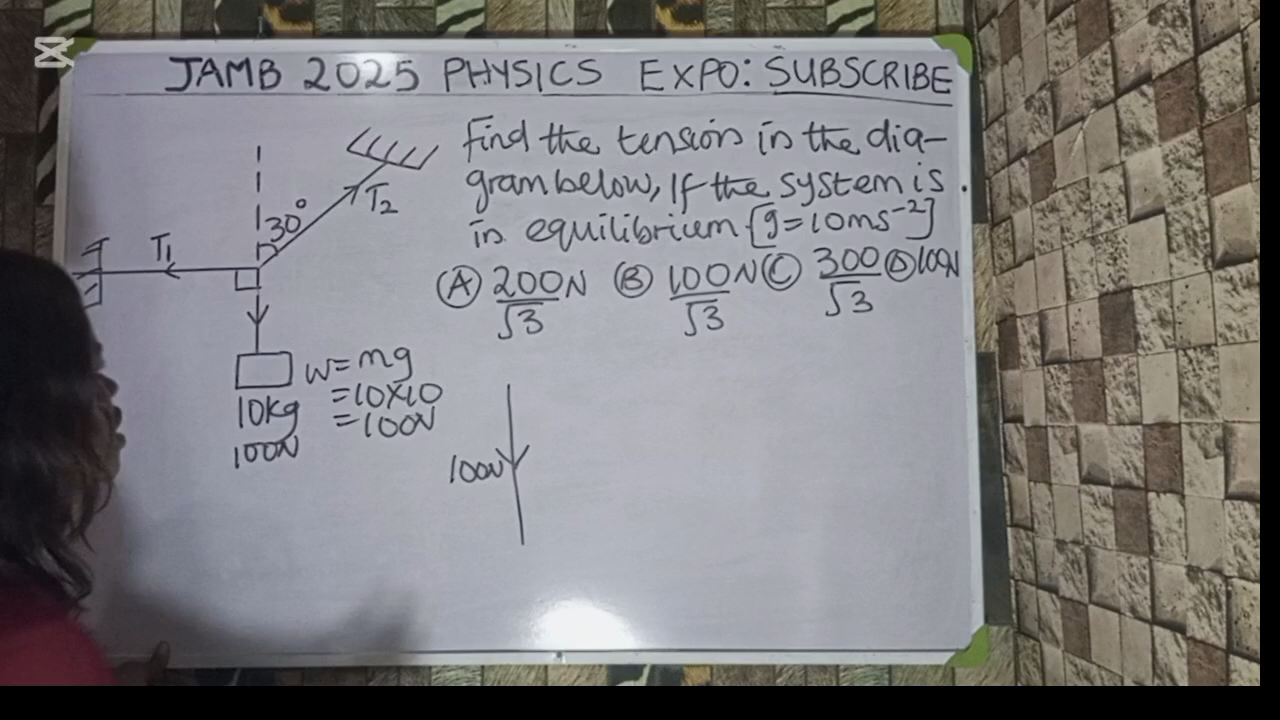 JAMB 2025 PHYSICS EXPO: SUBSCRIBE
Find the tension in the dia-
gram below, If the system is
in equilibrium [g=10ms⁻²]
Ⓐ 200N/√3 Ⓑ 100N/√3 Ⓒ 300/√3 Ⓓ 100N
30°
T₂
T₁
W=mg
=10×10
=100N
10kg
100N
100N